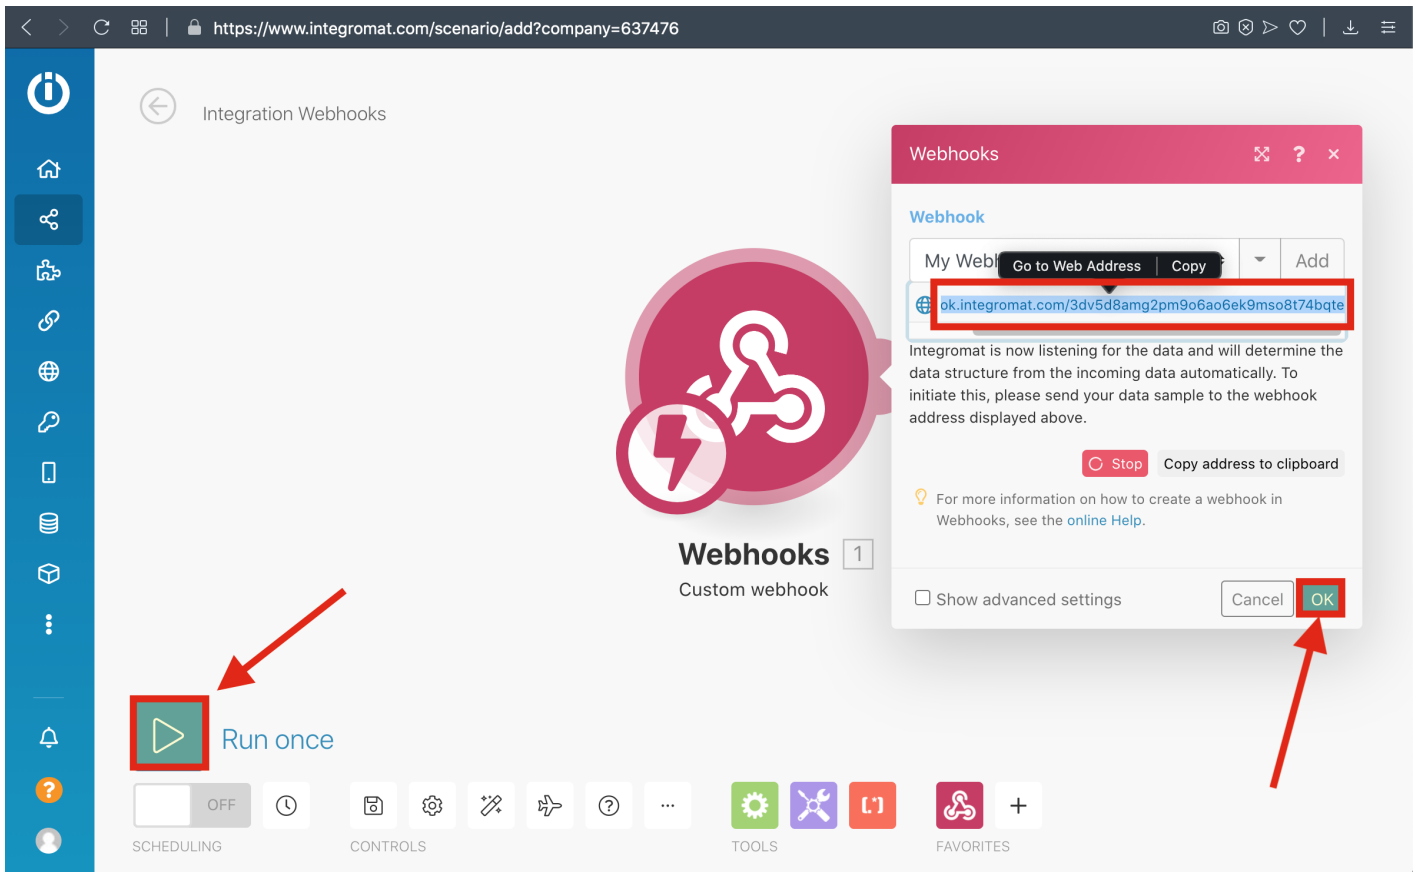 https://www.integromat.com/scenario/add?company=637476
Integration Webhooks
Webhooks
?
Webhook
My Web
Go to Web Address
Copy
Add
ok.integromat.com/3dv5d8amg2pm9o6ao6ek9mso8t74bqte
Integromat is now listening for the data and will determine the
data structure from the incoming data automatically. To
initiate this, please send your data sample to the webhook
address displayed above.
Stop
Copy address to clipboard
For more information on how to create a webhook in
Webhooks, see the online Help.
Webhooks 1
Custom webhook
Show advanced settings
Cancel
OK
Run once
OFF
SCHEDULING
CONTROLS
TOOLS
FAVORITES